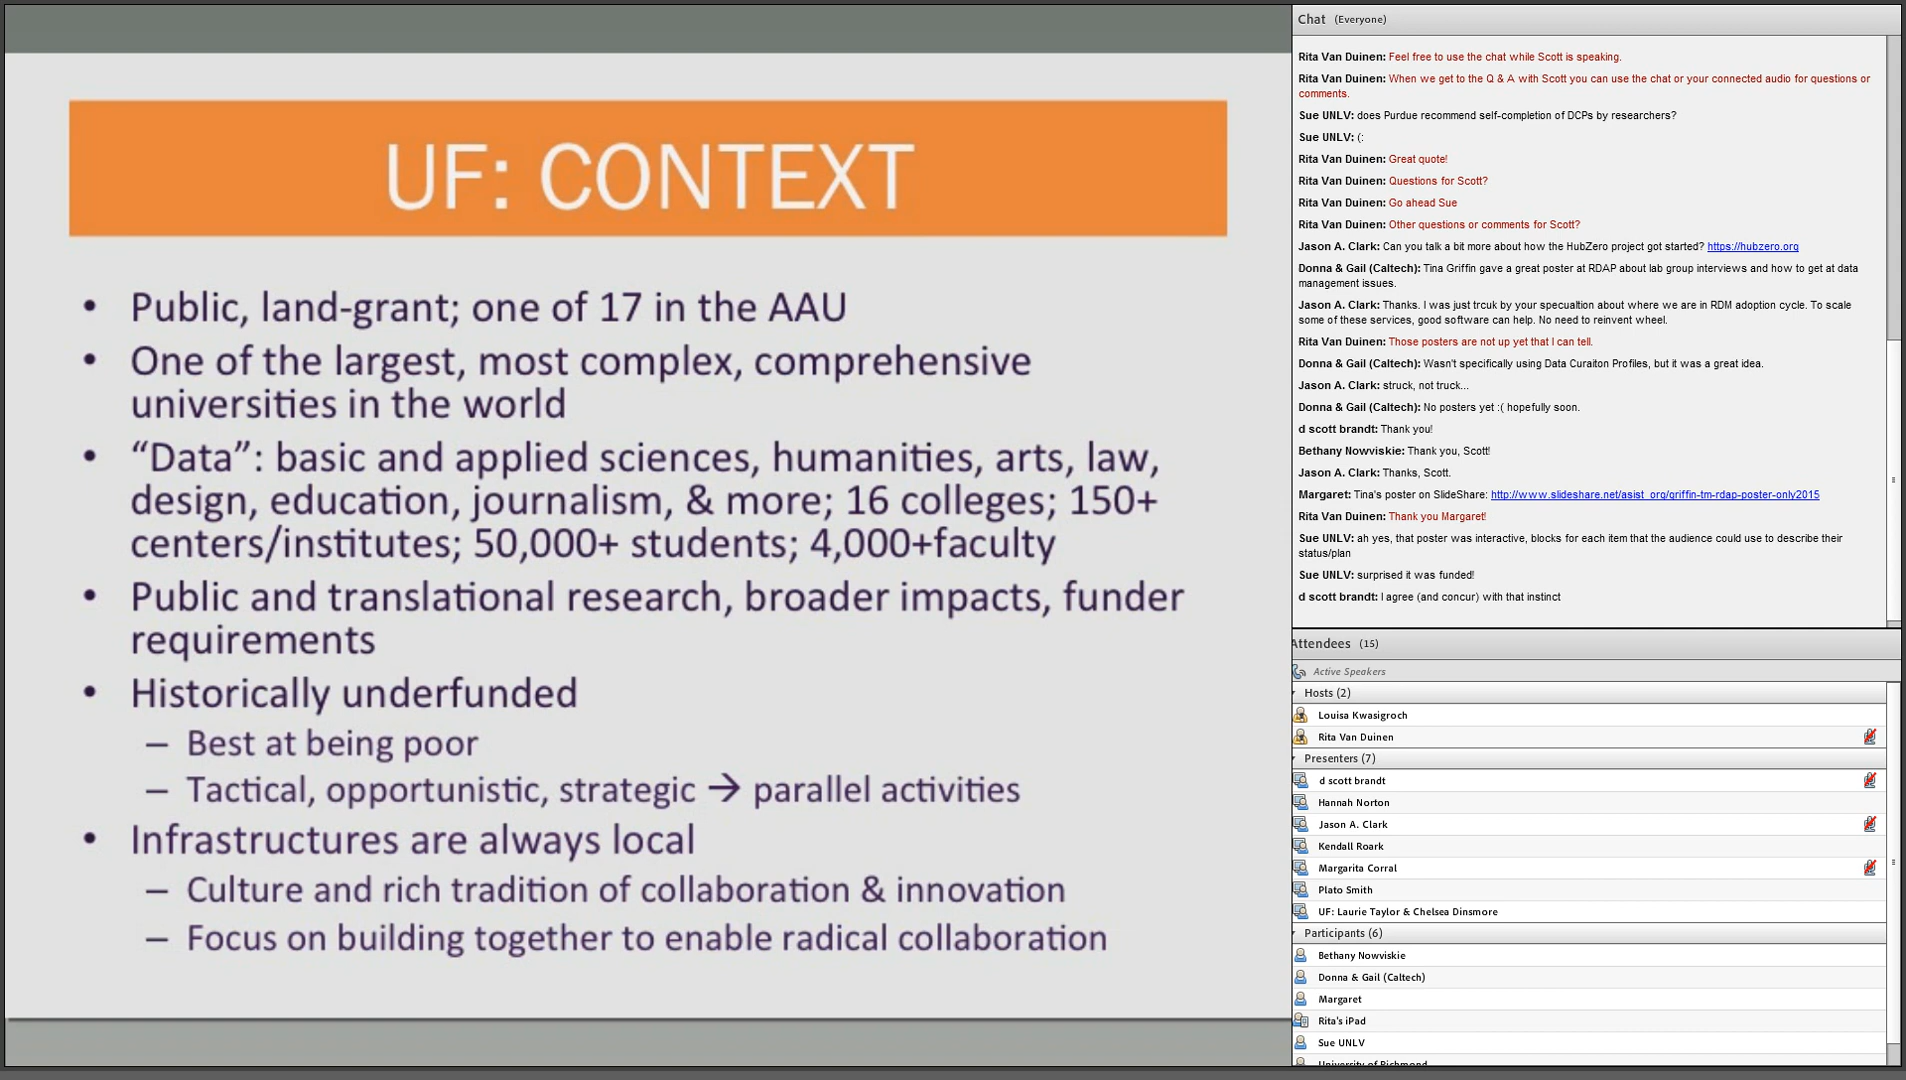 UF: CONTEXT
• Public, land-grant; one of 17 in the AAU
• One of the largest, most complex, comprehensive
universities in the world
• “Data”: basic and applied sciences, humanities, arts, law,
design, education, journalism, & more; 16 colleges; 150+
centers/institutes; 50,000+ students; 4,000+faculty
• Public and translational research, broader impacts, funder
requirements
• Historically underfunded
– Best at being poor
– Tactical, opportunistic, strategic → parallel activities
• Infrastructures are always local
– Culture and rich tradition of collaboration & innovation
– Focus on building together to enable radical collaboration
Chat (Everyone)
Rita Van Duinen: Feel free to use the chat while Scott is speaking.
Rita Van Duinen: When we get to the Q & A with Scott you can use the chat or your connected audio for questions or
comments.
Sue UNLV: does Purdue recommend self-completion of DCPs by researchers?
Sue UNLV: (:
Rita Van Duinen: Great quote!
Rita Van Duinen: Questions for Scott?
Rita Van Duinen: Go ahead Sue
Rita Van Duinen: Other questions or comments for Scott?
Jason A. Clark: Can you talk a bit more about how the HubZero project got started? https://hubzero.org
Donna & Gail (Caltech): Tina Griffin gave a great poster at RDAP about lab group interviews and how to get at data
management issues.
Jason A. Clark: Thanks. I was just trcuk by your specualtion about where we are in RDM adoption cycle. To scale
some of these services, good software can help. No need to reinvent wheel.
Rita Van Duinen: Those posters are not up yet that I can tell.
Donna & Gail (Caltech): Wasn't specifically using Data Curaiton Profiles, but it was a great idea.
Jason A. Clark: struck, not truck...
Donna & Gail (Caltech): No posters yet :( hopefully soon.
d scott brandt: Thank you!
Bethany Nowviskie: Thank you, Scott!
Jason A. Clark: Thanks, Scott.
Margaret: Tina's poster on SlideShare: http://www.slideshare.net/asist_org/griffin-tm-rdap-poster-only2015
Rita Van Duinen: Thank you Margaret!
Sue UNLV: ah yes, that poster was interactive, blocks for each item that the audience could use to describe their
status/plan
Sue UNLV: surprised it was funded!
d scott brandt: I agree (and concur) with that instinct
Attendees (15)
Active Speakers
Hosts (2)
Louisa Kwasigroch
Rita Van Duinen
Presenters (7)
d scott brandt
Hannah Norton
Jason A. Clark
Kendall Roark
Margarita Corral
Plato Smith
UF: Laurie Taylor & Chelsea Dinsmore
Participants (6)
Bethany Nowviskie
Donna & Gail (Caltech)
Margaret
Rita's iPad
Sue UNLV
University of Richmond